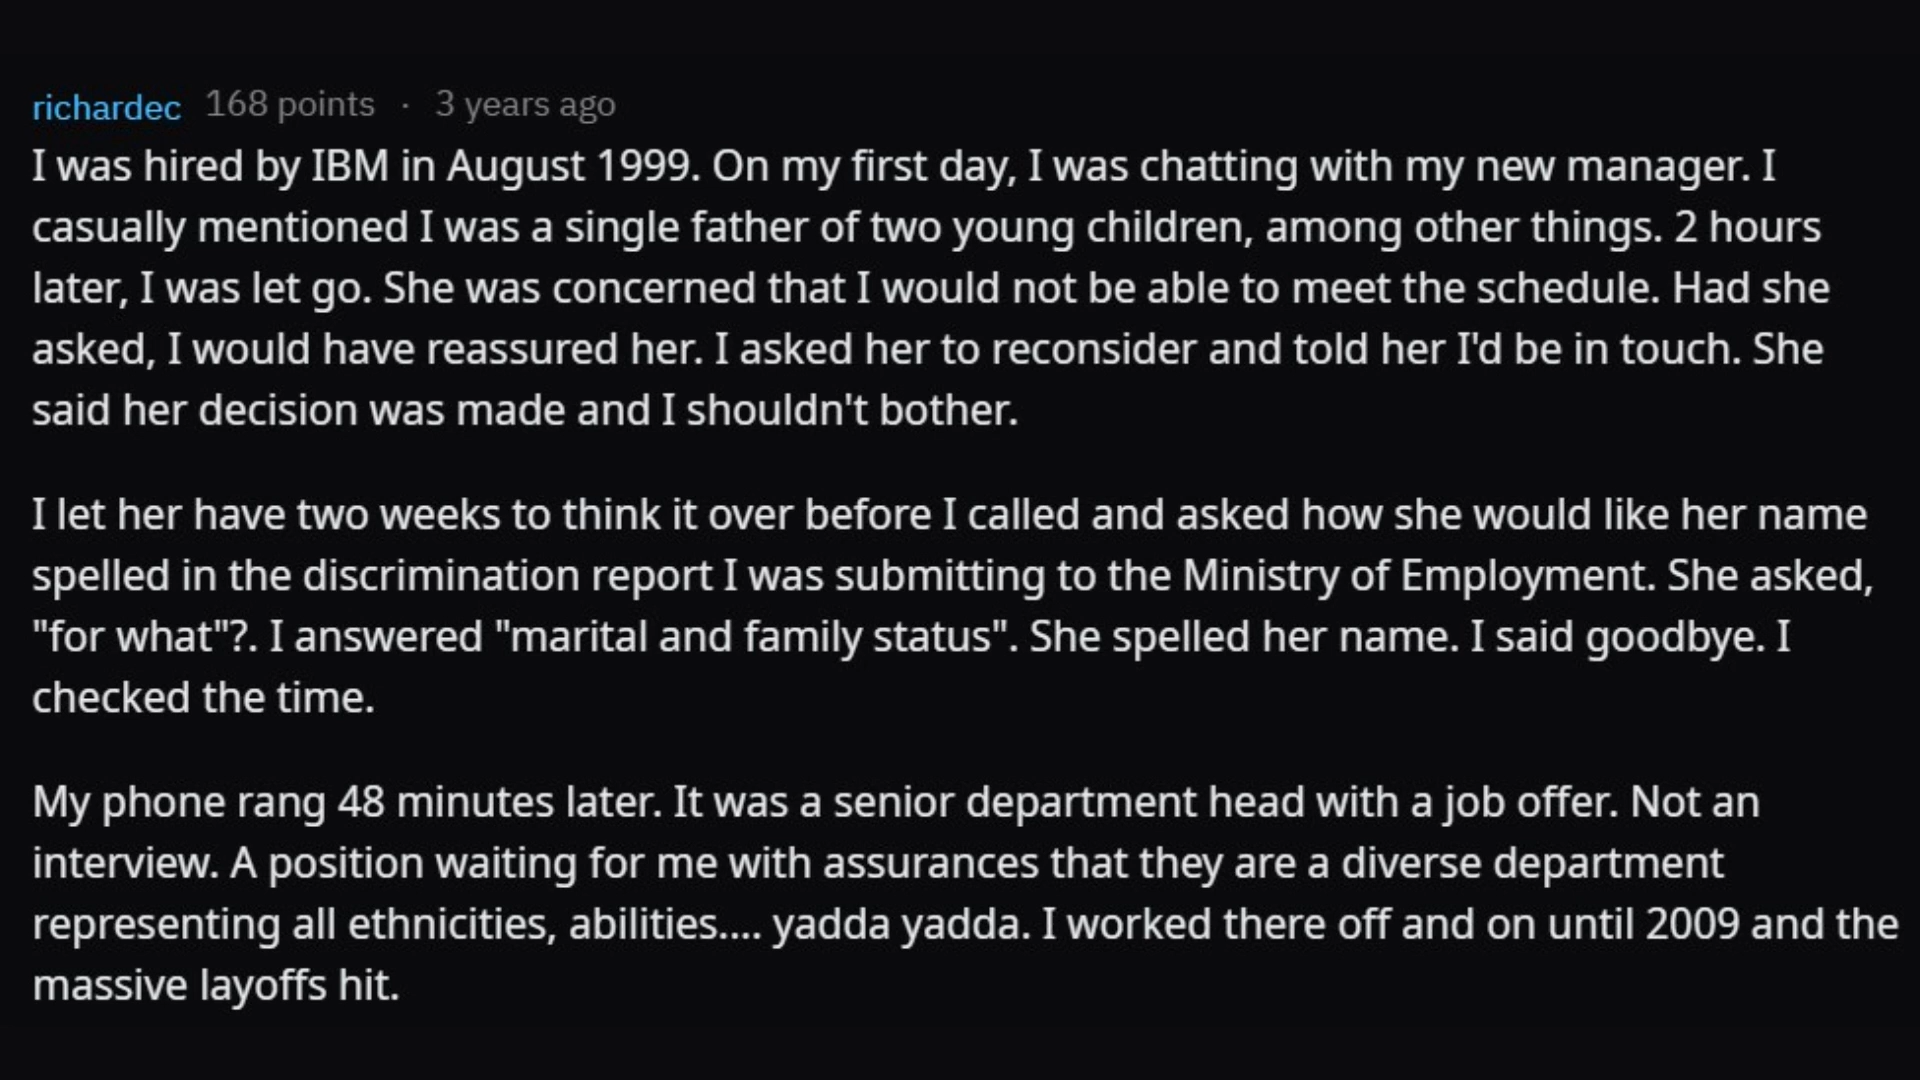 richardec 168 points · 3 years ago
I was hired by IBM in August 1999. On my first day, I was chatting with my new manager. I
casually mentioned I was a single father of two young children, among other things. 2 hours
later, I was let go. She was concerned that I would not be able to meet the schedule. Had she
asked, I would have reassured her. I asked her to reconsider and told her I'd be in touch. She
said her decision was made and I shouldn't bother.
I let her have two weeks to think it over before I called and asked how she would like her name
spelled in the discrimination report I was submitting to the Ministry of Employment. She asked,
"for what"?. I answered "marital and family status". She spelled her name. I said goodbye. I
checked the time.
My phone rang 48 minutes later. It was a senior department head with a job offer. Not an
interview. A position waiting for me with assurances that they are a diverse department
representing all ethnicities, abilities.... yadda yadda. I worked there off and on until 2009 and the
massive layoffs hit.